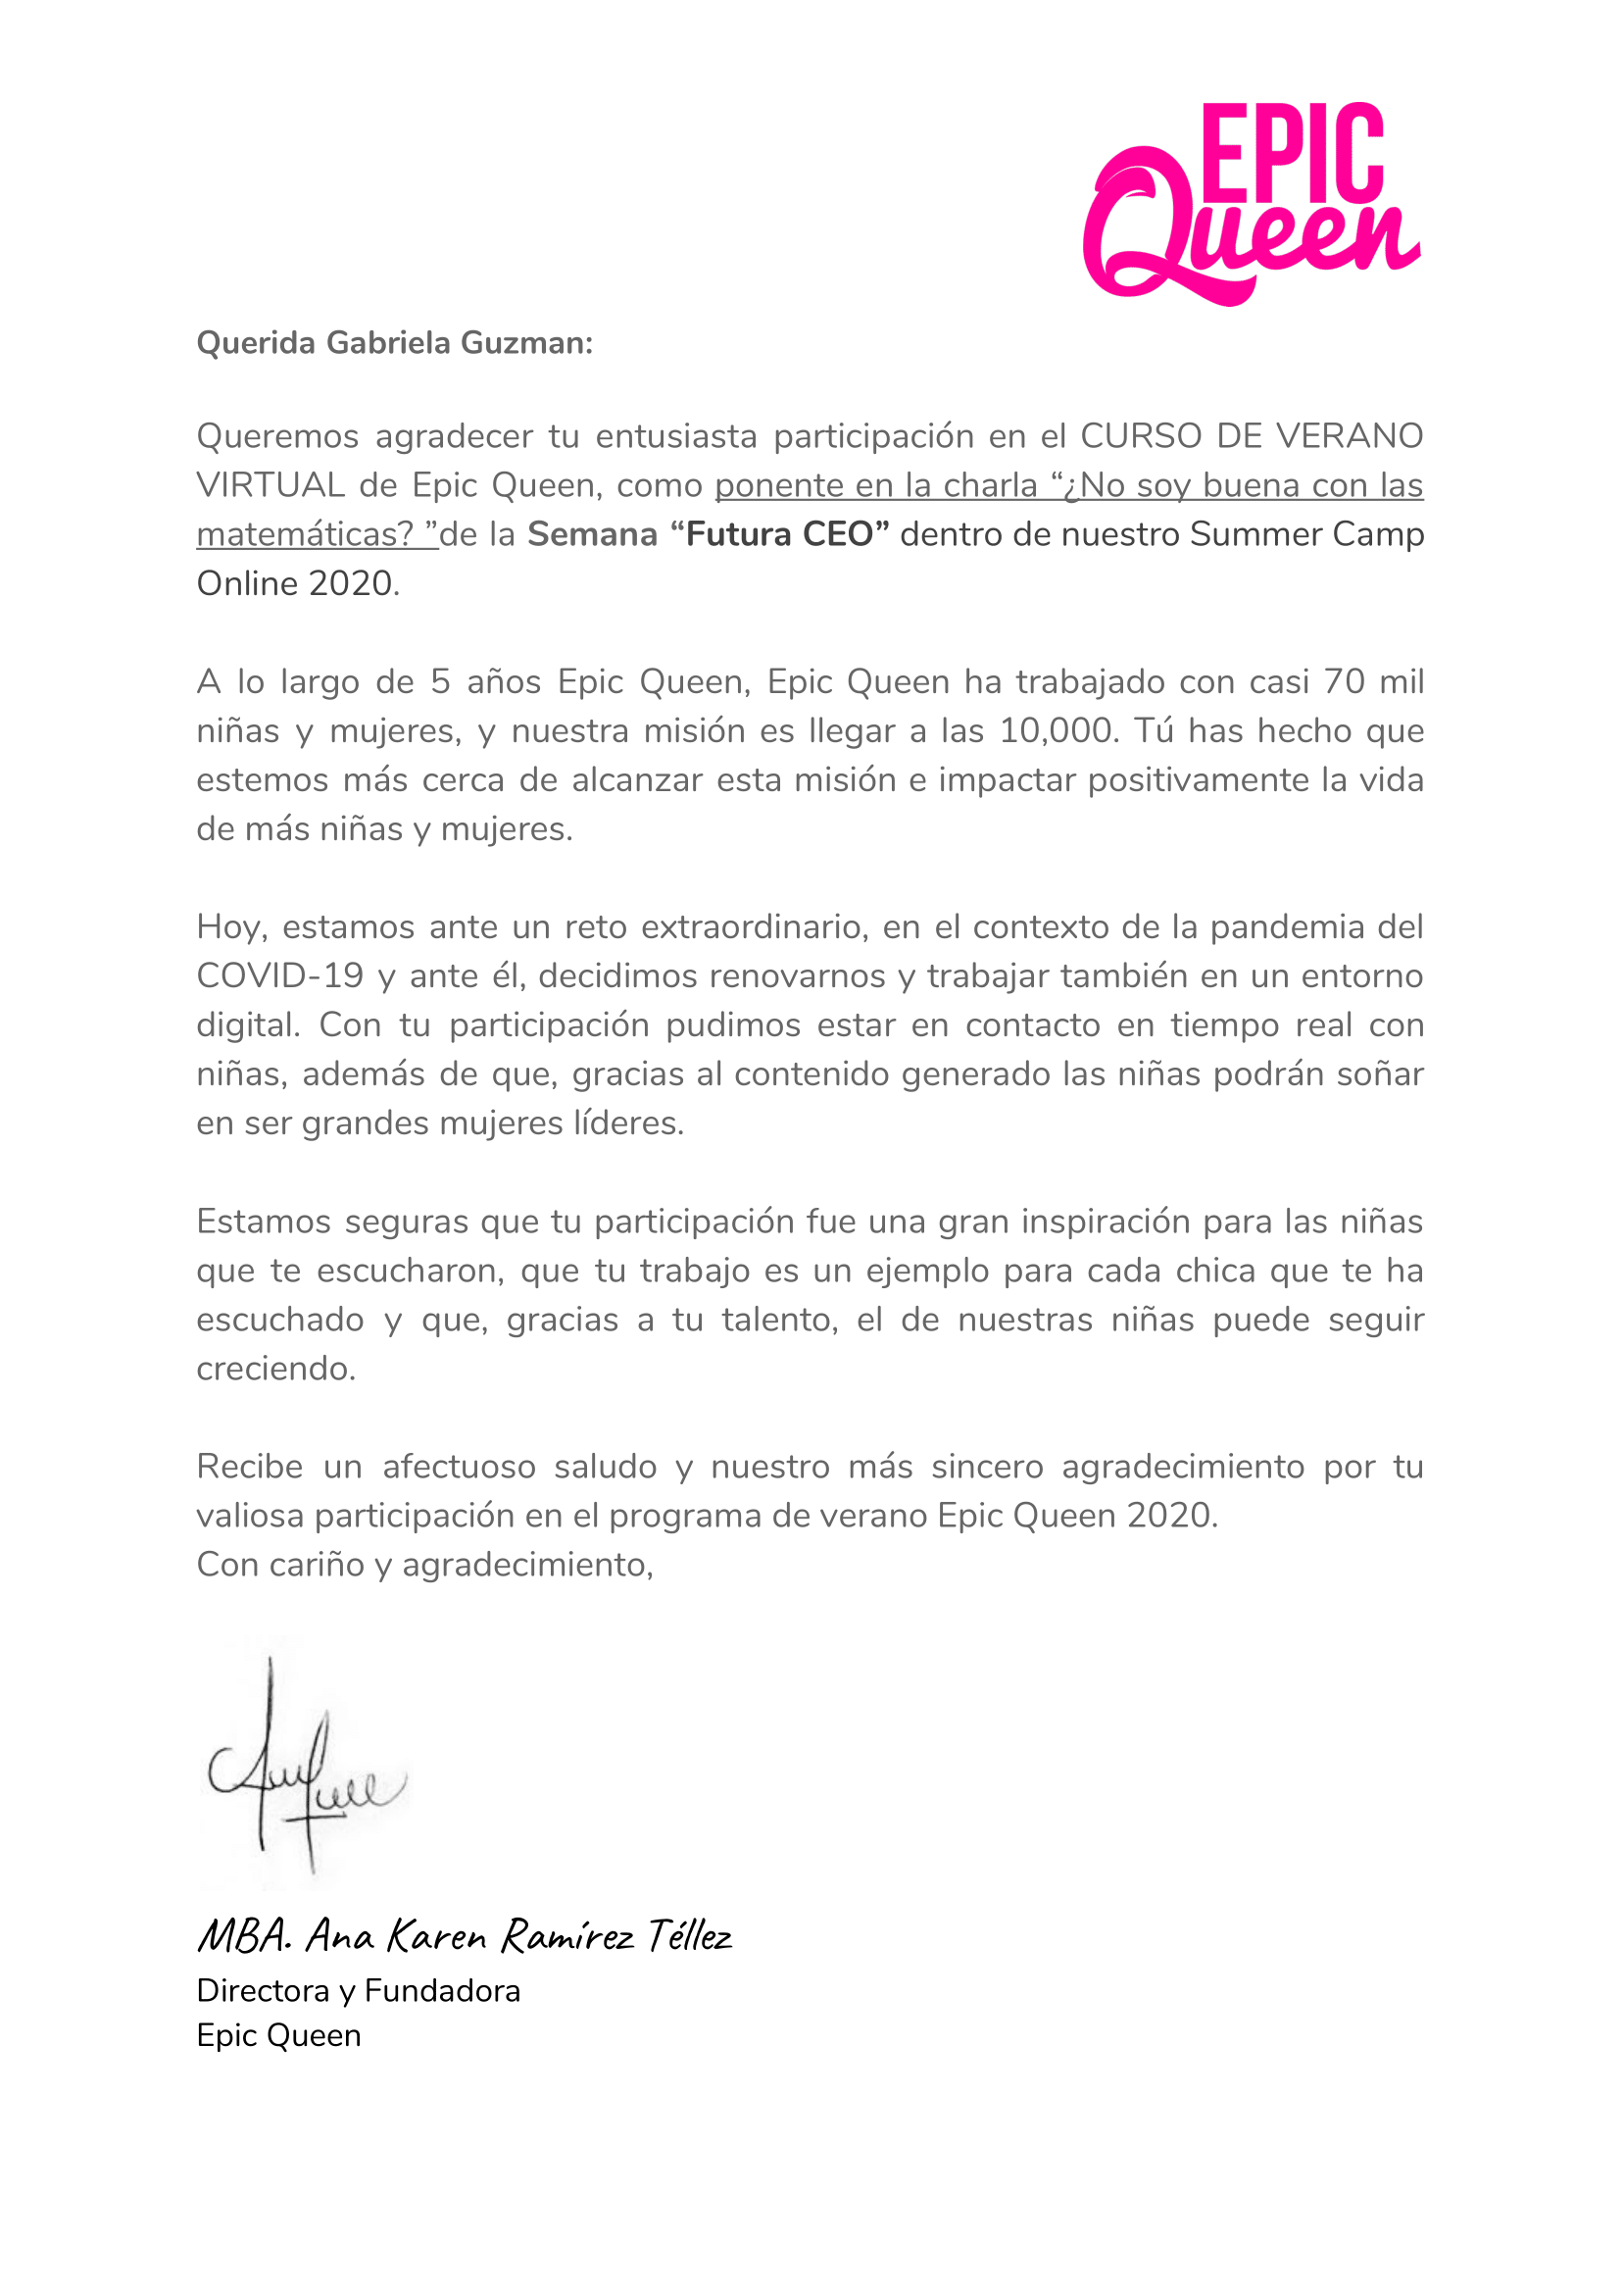 EPIC
Queen
Querida Gabriela Guzman:
Queremos agradecer tu entusiasta participación en el CURSO DE VERANO
VIRTUAL de Epic Queen, como ponente en la charla “¿No soy buena con las
matemáticas? ”de la Semana “Futura CEO” dentro de nuestro Summer Camp
Online 2020.
A lo largo de 5 años Epic Queen, Epic Queen ha trabajado con casi 70 mil
niñas y mujeres, y nuestra misión es llegar a las 10,000. Tú has hecho que
estemos más cerca de alcanzar esta misión e impactar positivamente la vida
de más niñas y mujeres.
Hoy, estamos ante un reto extraordinario, en el contexto de la pandemia del
COVID-19 y ante él, decidimos renovarnos y trabajar también en un entorno
digital. Con tu participación pudimos estar en contacto en tiempo real con
niñas, además de que, gracias al contenido generado las niñas podrán soñar
en ser grandes mujeres líderes.
Estamos seguras que tu participación fue una gran inspiración para las niñas
que te escucharon, que tu trabajo es un ejemplo para cada chica que te ha
escuchado y que, gracias a tu talento, el de nuestras niñas puede seguir
creciendo.
Recibe un afectuoso saludo y nuestro más sincero agradecimiento por tu
valiosa participación en el programa de verano Epic Queen 2020.
Con cariño y agradecimiento,
MBA. Ana Karen Ramírez Téllez
Directora y Fundadora
Epic Queen